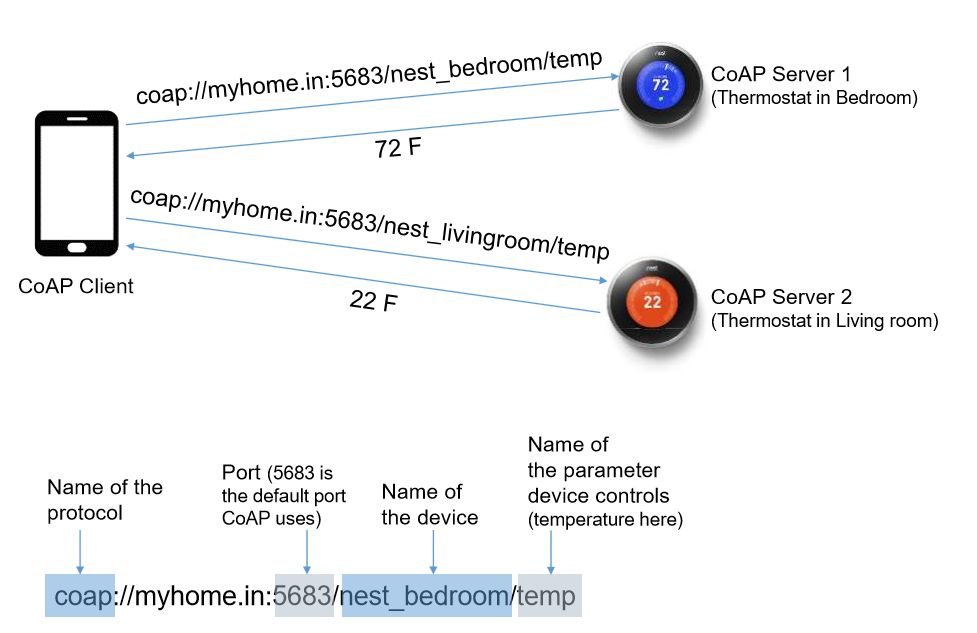 coap://myhome.in:5683/nest_bedroom/temp
nest
72
CoAP Server 1
(Thermostat in Bedroom)
72 F
coap://myhome.in:5683/nest_livingroom/temp
CoAP Client
22 F
nest
22
CoAP Server 2
(Thermostat in Living room)
Name of the
protocol
Port (5683 is
the default port
CoAP uses)
Name of
the device
Name of
the parameter
device controls
(temperature here)
coap://myhome.in:5683/nest_bedroom/temp